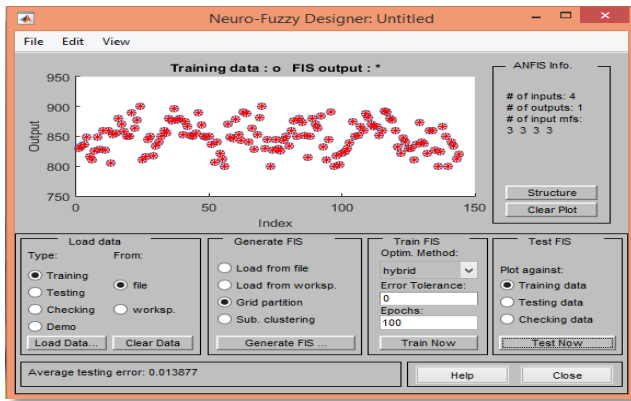 Neuro-Fuzzy Designer: Untitled
File Edit View
Training data : o FIS output : *
950
900
850
800
750
Output
0 50 100 150
Index
ANFIS Info.
# of inputs: 4
# of outputs: 1
# of input mfs:
3 3 3 3
Structure
Clear Plot
Load data
Type: From:
Training
Testing
Checking
Demo
file
worksp.
Load Data... Clear Data
Generate FIS
Load from file
Load from worksp.
Grid partition
Sub. clustering
Generate FIS ...
Train FIS
Optim. Method:
hybrid
Error Tolerance:
0
Epochs:
100
Train Now
Test FIS
Plot against:
Training data
Testing data
Checking data
Test Now
Average testing error: 0.013877
Help Close